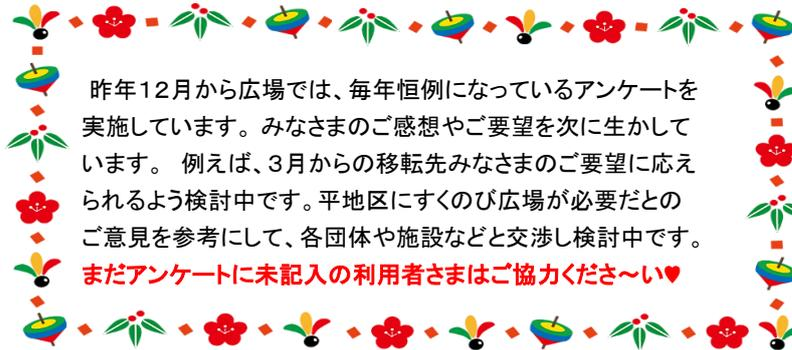 昨年１２月から広場では、毎年恒例になっているアンケートを
実施しています。みなさまのご感想やご要望を次に生かして
います。　例えば、３月からの移転先みなさまのご要望に応え
られるよう検討中です。平地区にすくのび広場が必要だとの
ご意見を参考にして、各団体や施設などと交渉し検討中です。
まだアンケートに未記入の利用者さまはご協力くださ～い♥